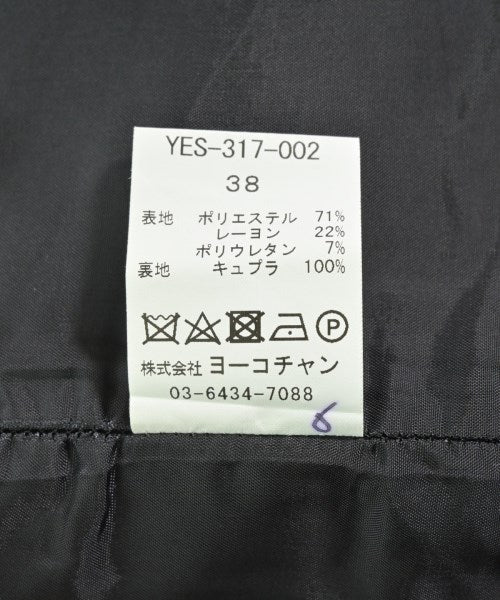 YES-317-002
38
表地 ポリエステル 71%
レーヨン 22%
ポリウレタン 7%
裏地 キュプラ 100%
P
株式会社 ヨーコチャン
03-6434-7088
6